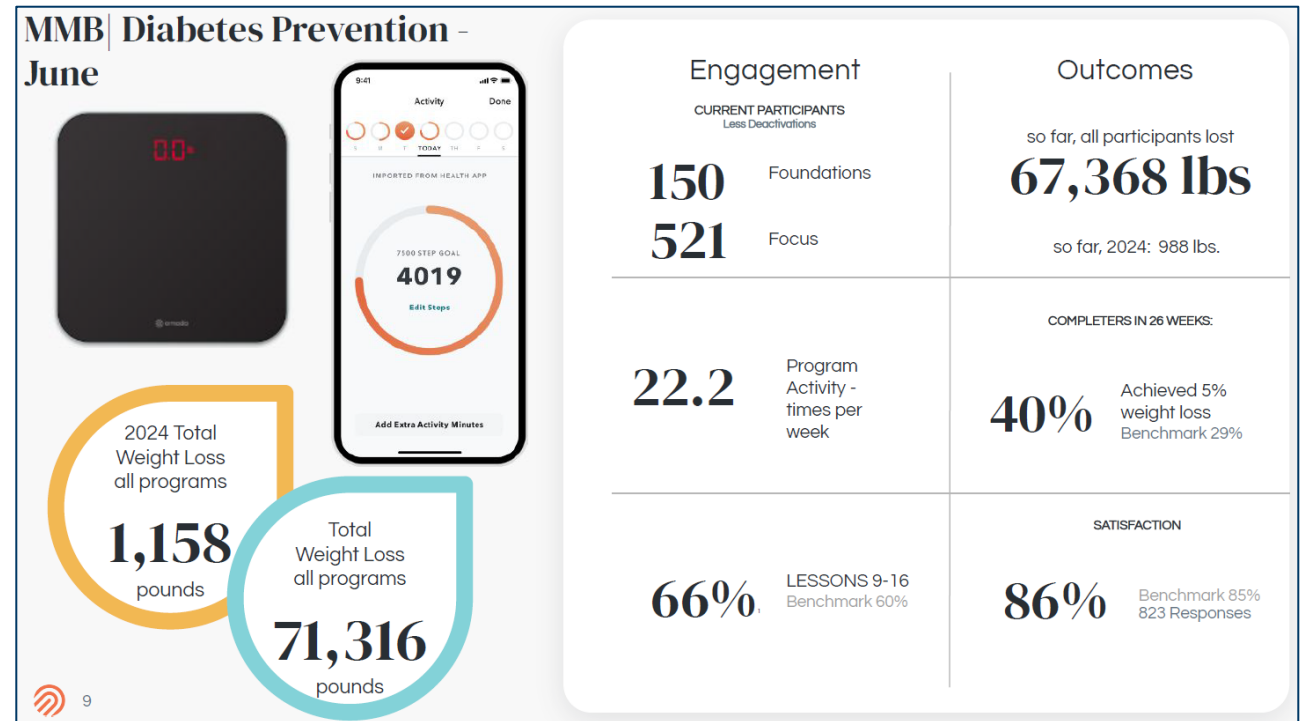 MMB| Diabetes Prevention -
June
9:41
Activity
Done
TODAY TH F S
IMPORTED FROM HEALTH APP
7500 STEP GOAL
4019
Edit Steps
Add Extra Activity Minutes
2024 Total
Weight Loss
all programs
1,158
pounds
Total
Weight Loss
all programs
71,316
pounds
9
Engagement
CURRENT PARTICIPANTS
Less Deactivations
150 Foundations
521 Focus
22.2
Program
Activity -
times per
week
66%,
LESSONS 9-16
Benchmark 60%
Outcomes
so far, all participants lost
67,368 lbs
so far, 2024: 988 lbs.
COMPLETERS IN 26 WEEKS:
40%
Achieved 5%
weight loss
Benchmark 29%
SATISFACTION
86%
Benchmark 85%
823 Responses